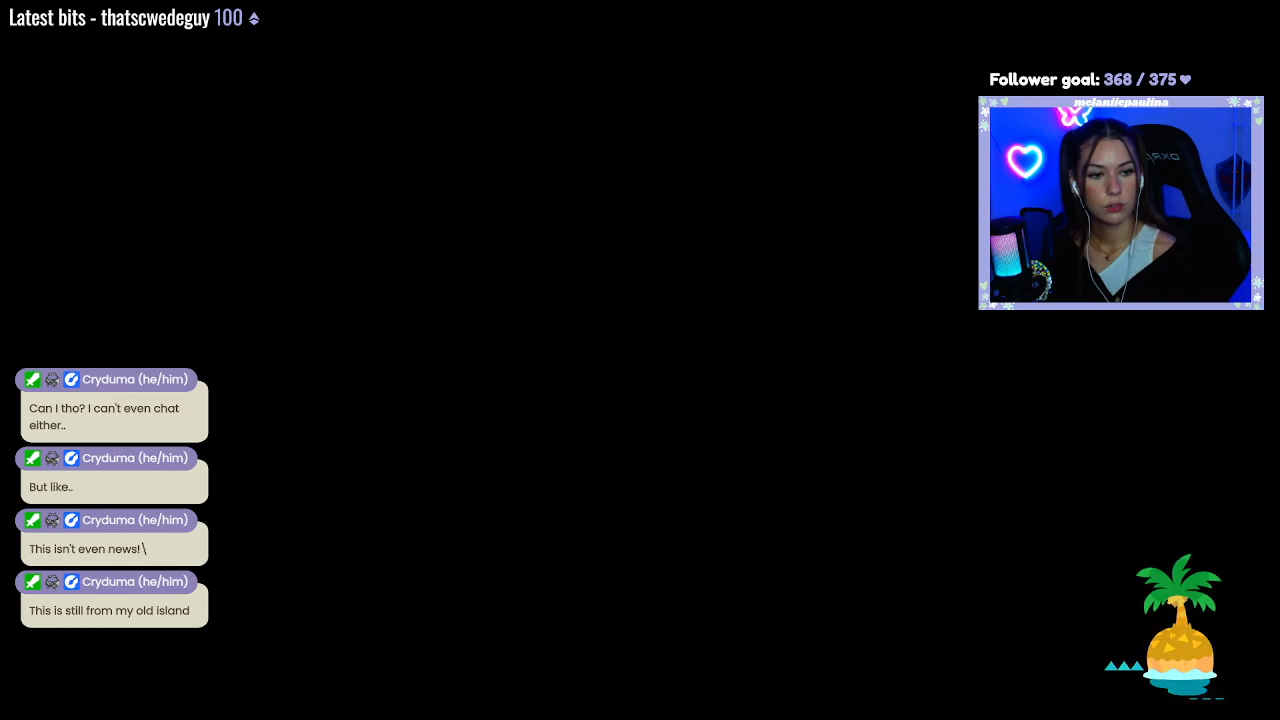 Latest bits - thatscwedeguy 100
Follower goal: 368 / 375
melaniiepaulina
Cryduma (he/him)
Can I tho? I can't even chat
either..
Cryduma (he/him)
But like..
Cryduma (he/him)
This isn't even news!\
Cryduma (he/him)
This is still from my old island